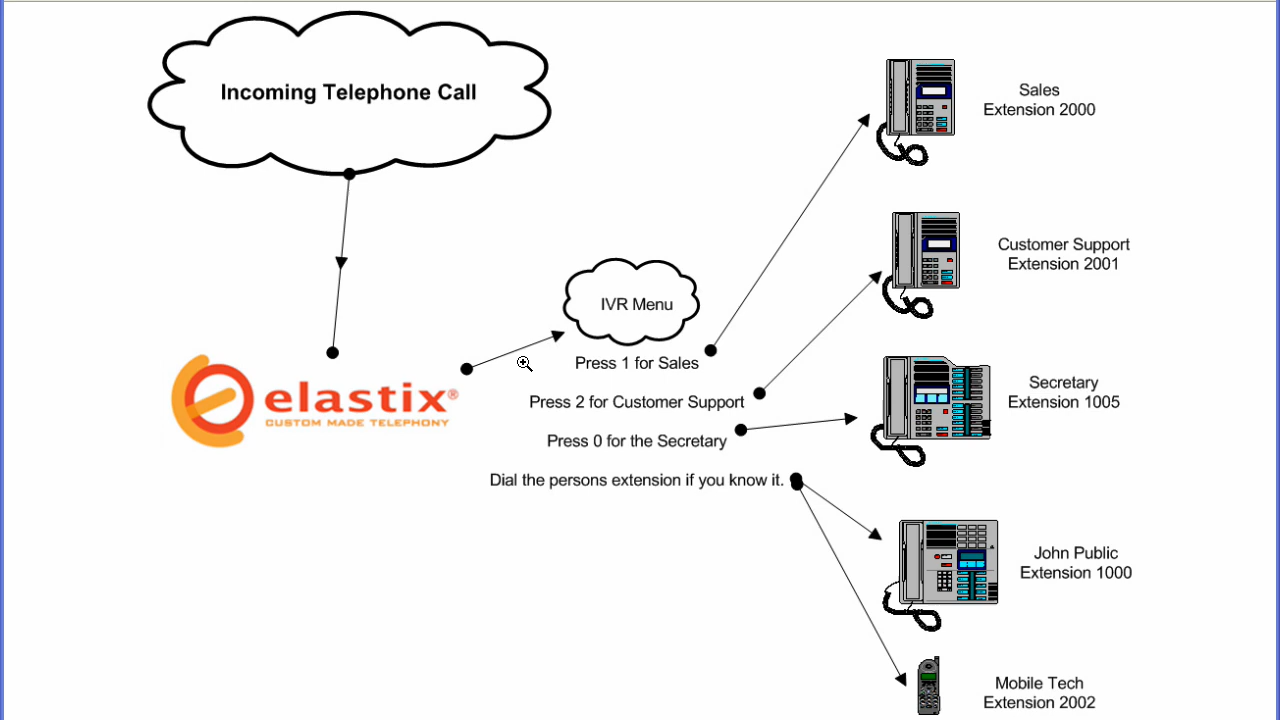 Incoming Telephone Call
Sales
Extension 2000
Customer Support
Extension 2001
IVR Menu
Press 1 for Sales
elastix®
CUSTOM MADE TELEPHONY
Press 2 for Customer Support
Secretary
Extension 1005
Press 0 for the Secretary
Dial the persons extension if you know it.
John Public
Extension 1000
Mobile Tech
Extension 2002